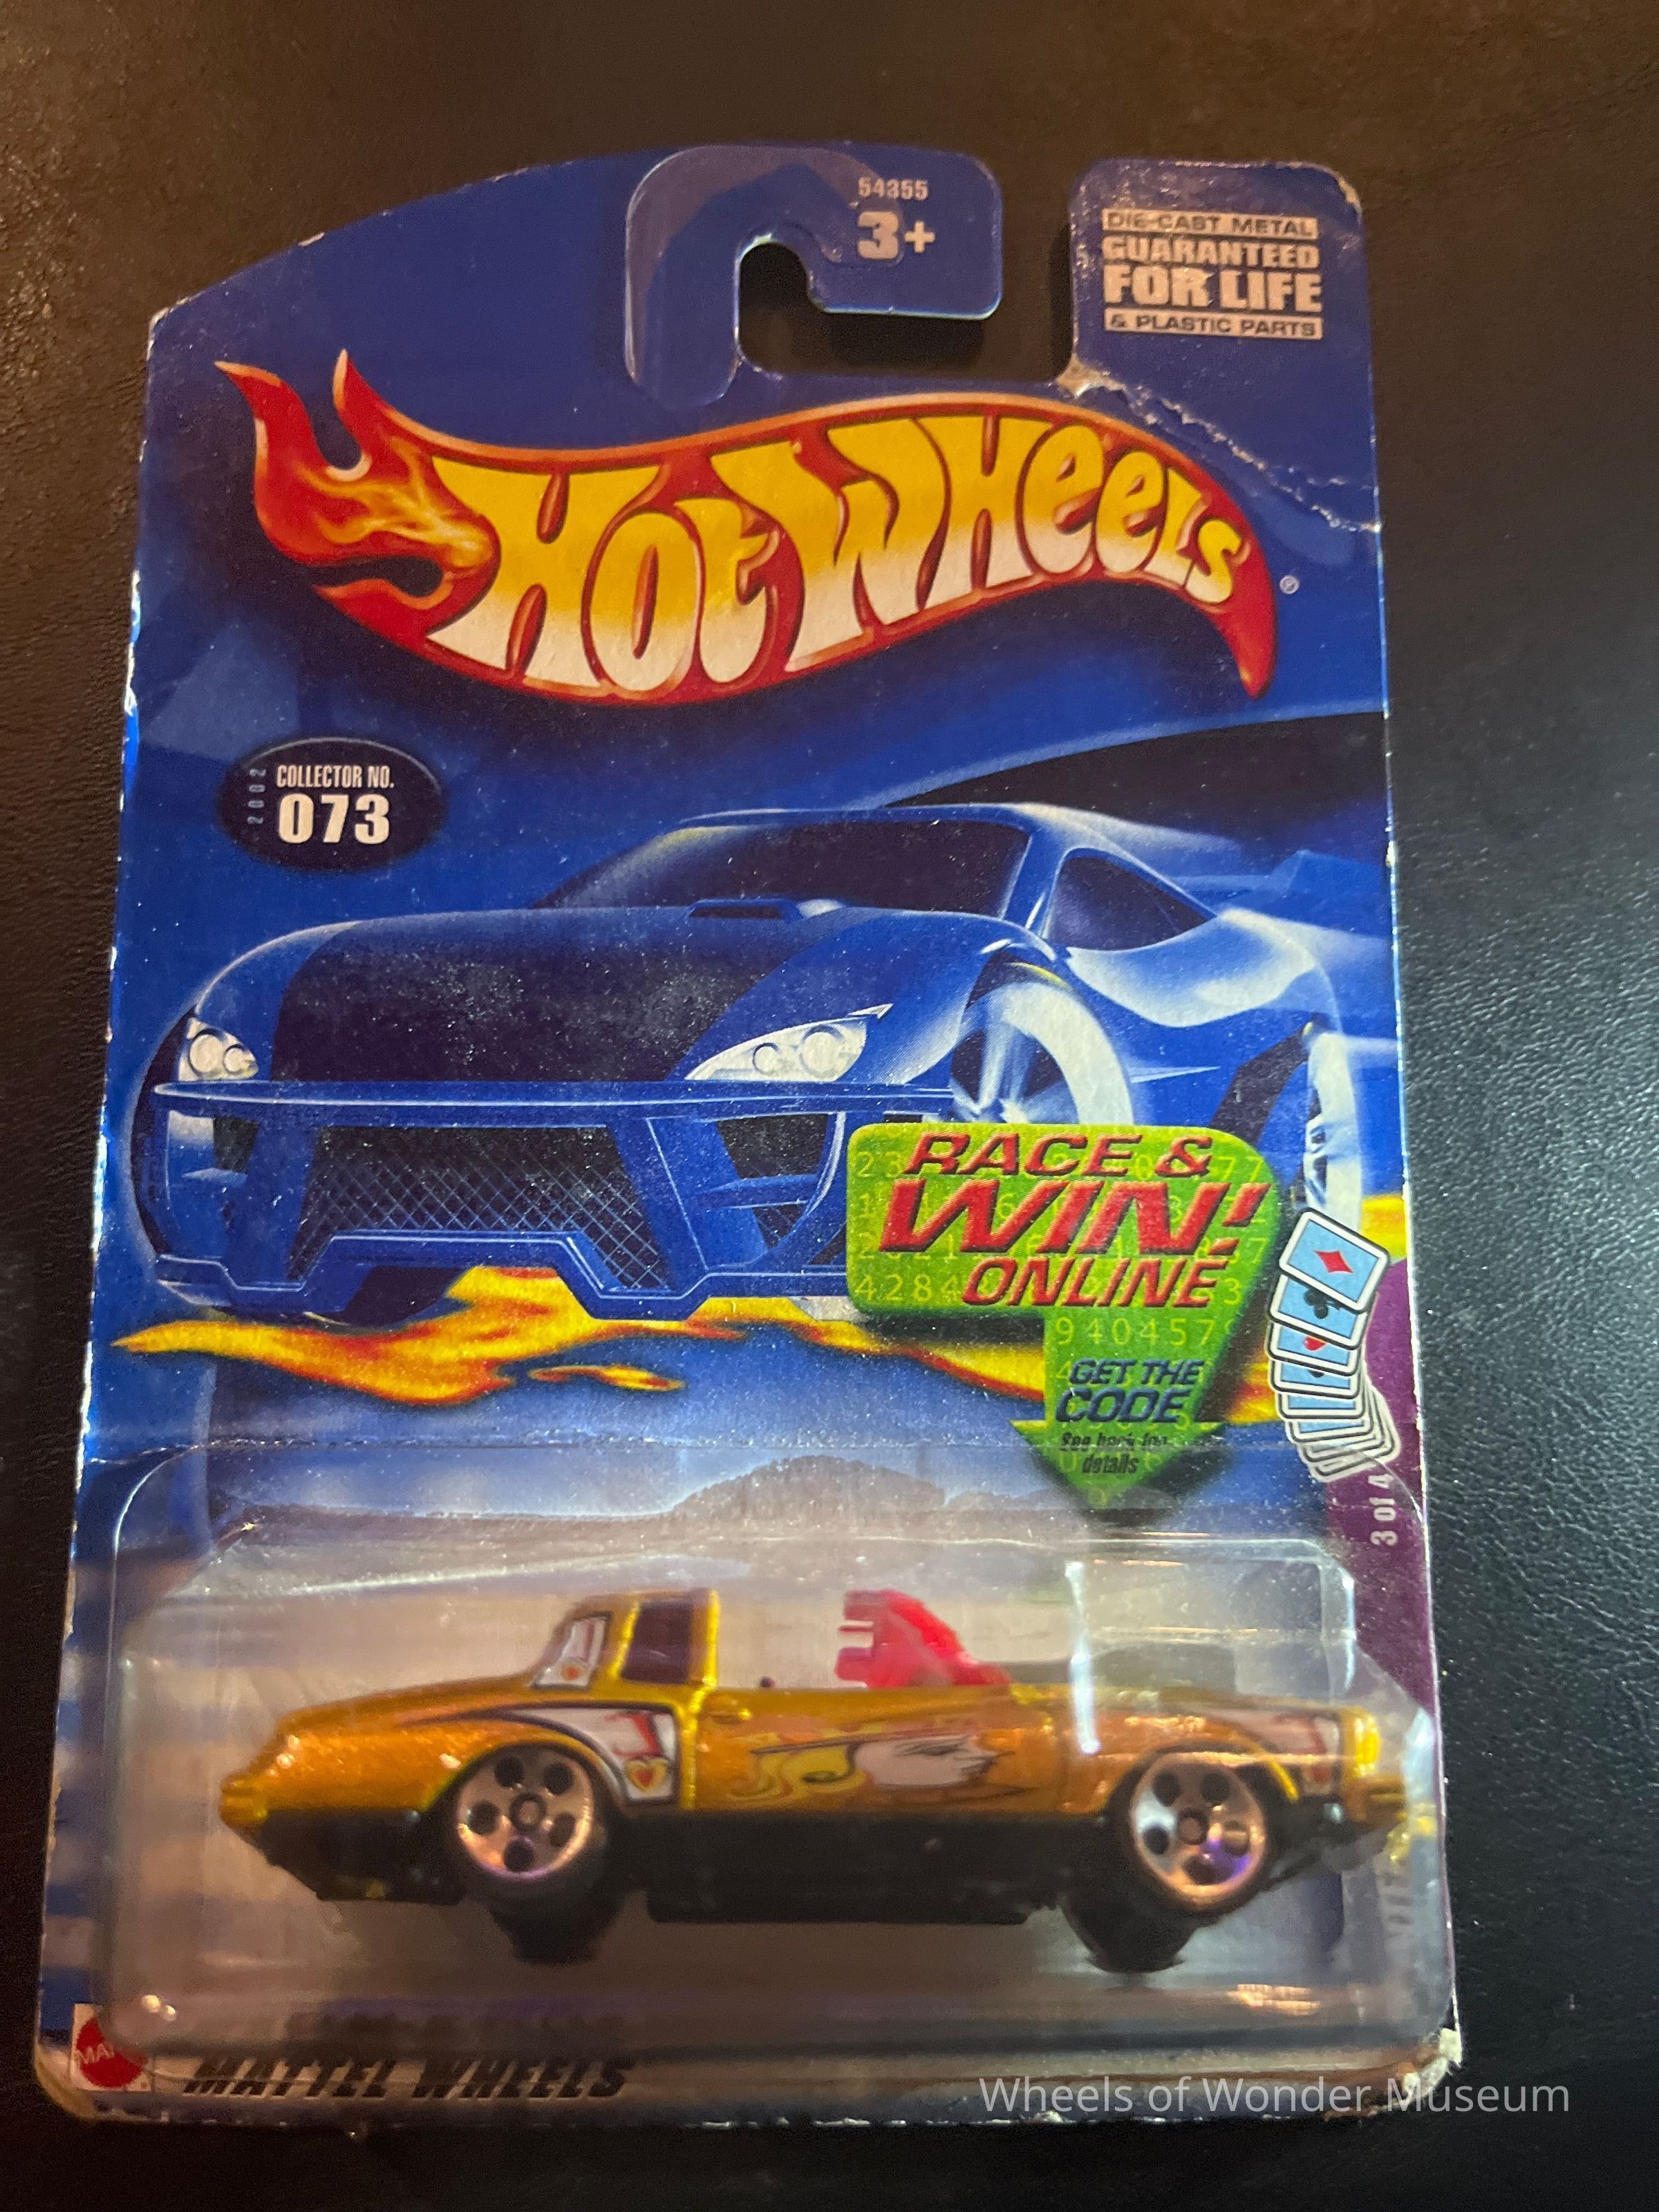 54355
3+
DIE-CAST METAL
GUARANTEED
FOR LIFE
& PLASTIC PARTS
HOT WHEELS
®
2002
COLLECTOR NO.
073
RACE &
WIN!
ONLINE
4284
940457
GET THE
CODE
See back for
details
3 of 4
MATTEL WHEELS
Wheels of Wonder Museum